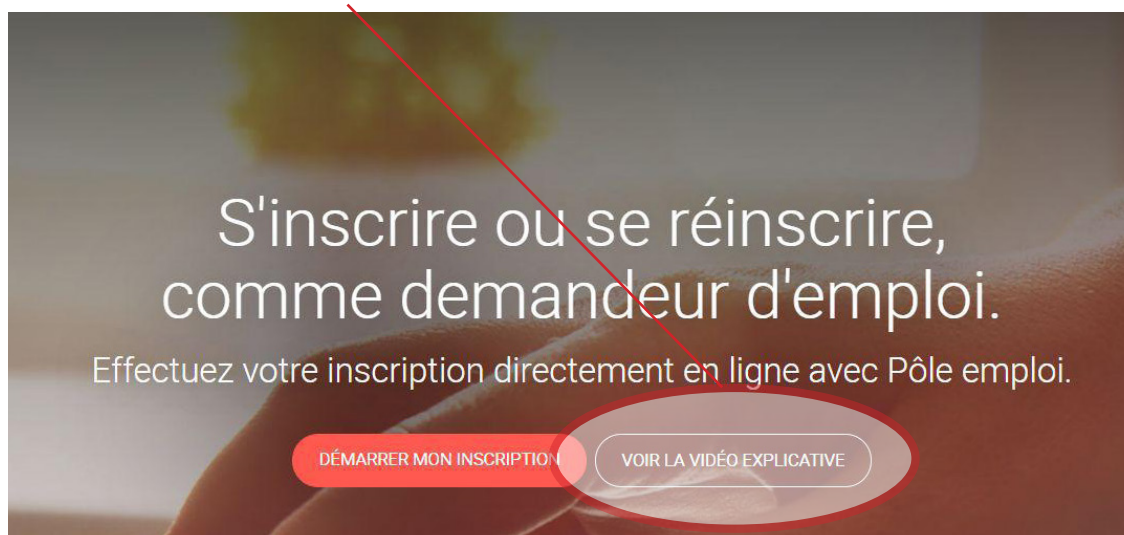 S'inscrire ou se réinscrire,
comme demandeur d'emploi.
Effectuez votre inscription directement en ligne avec Pôle emploi.
DÉMARRER MON INSCRIPTION
VOIR LA VIDÉO EXPLICATIVE